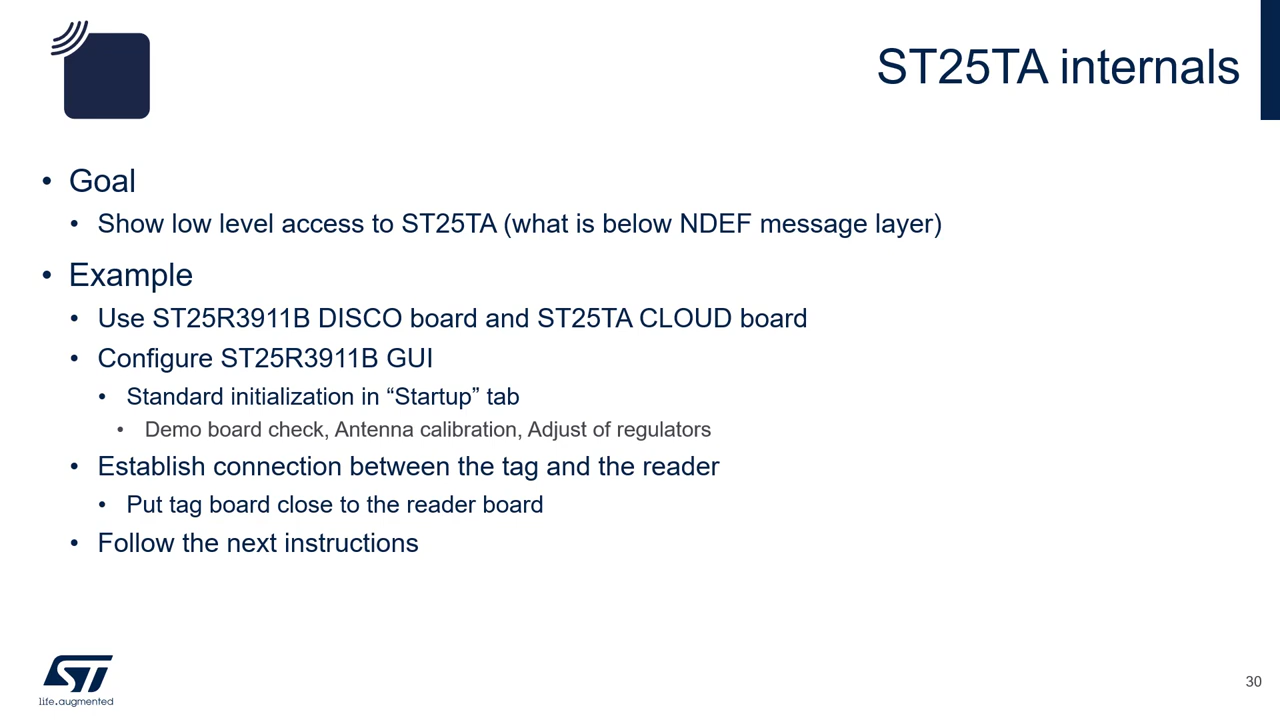 ST25TA internals
• Goal
• Show low level access to ST25TA (what is below NDEF message layer)
• Example
• Use ST25R3911B DISCO board and ST25TA CLOUD board
• Configure ST25R3911B GUI
• Standard initialization in “Startup” tab
• Demo board check, Antenna calibration, Adjust of regulators
• Establish connection between the tag and the reader
• Put tag board close to the reader board
• Follow the next instructions
ST
life.augmented
30